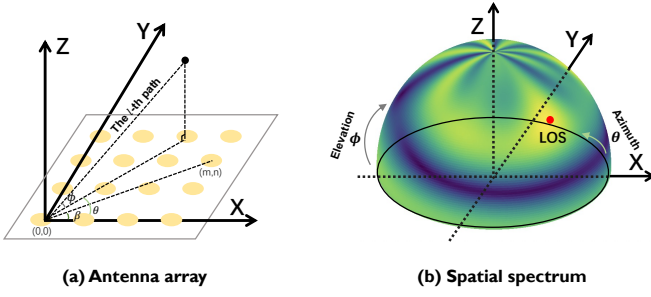 Z
Y
The l-th path
(m,n)
ϕ
θ
β
X
(0,0)
(a) Antenna array
Z
Y
Elevation
ϕ
Azimuth
θ
LOS
X
(b) Spatial spectrum